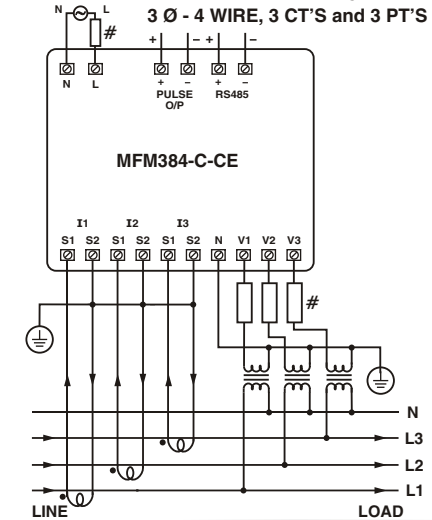 3 Ø - 4 WIRE, 3 CT'S and 3 PT'S
N L
#
+ – + –
N L + – + –
PULSE O/P
RS485
MFM384-C-CE
I1 I2 I3
S1 S2 S1 S2 S1 S2 N V1 V2 V3
#
N
L3
L2
L1
LINE LOAD